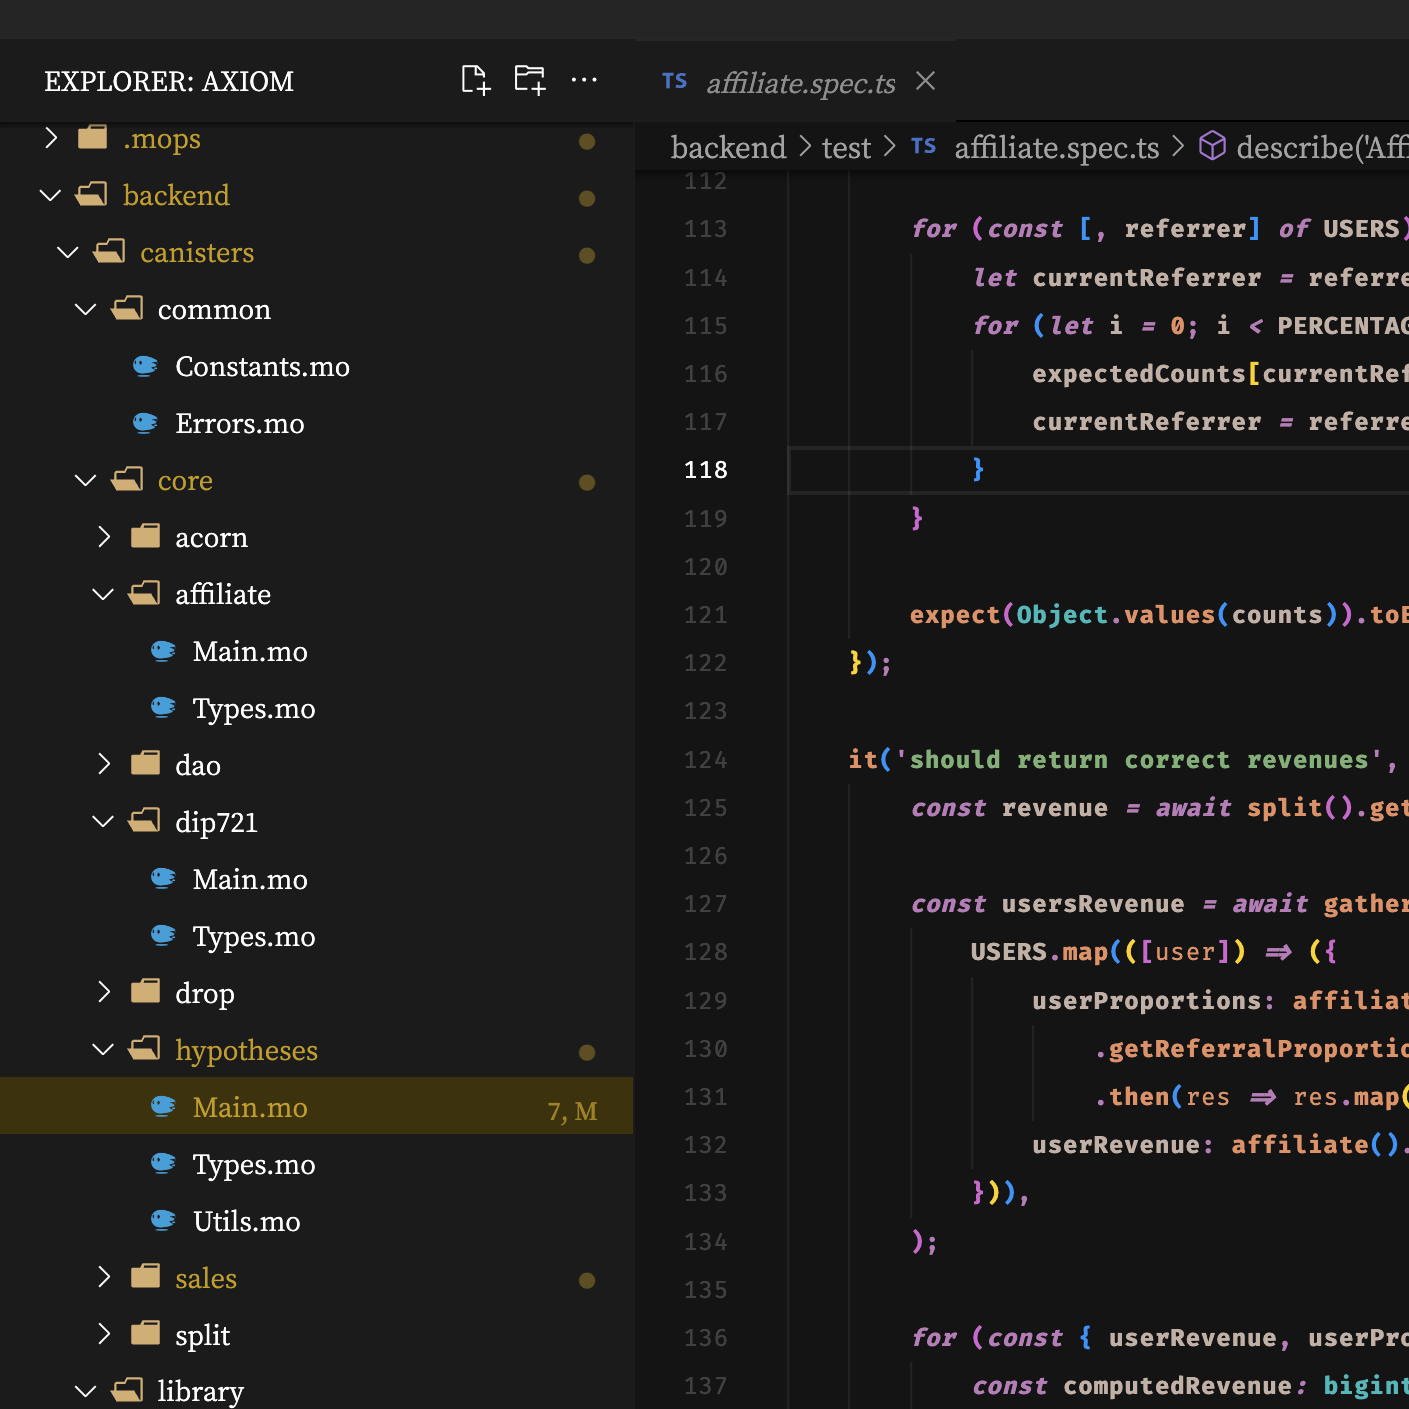 EXPLORER: AXIOM
.mops
backend
canisters
common
Constants.mo
Errors.mo
core
acorn
affiliate
Main.mo
Types.mo
dao
dip721
Main.mo
Types.mo
drop
hypotheses
Main.mo 7, M
Types.mo
Utils.mo
sales
split
library
TS affiliate.spec.ts
backend > test > TS affiliate.spec.ts > describe('Aff
112
113 for (const [, referrer] of USERS)
114 let currentReferrer = referre
115 for (let i = 0; i < PERCENTAG
116 expectedCounts[currentRef
117 currentReferrer = referre
118 }
119 }
120
121 expect(Object.values(counts)).toE
122 });
123
124 it('should return correct revenues',
125 const revenue = await split().get
126
127 const usersRevenue = await gather
128 USERS.map(([user]) => ({
129 userProportions: affiliat
130 .getReferralProportio
131 .then(res => res.map(
132 userRevenue: affiliate().
133 })),
134 );
135
136 for (const { userRevenue, userPro
137 const computedRevenue: bigint